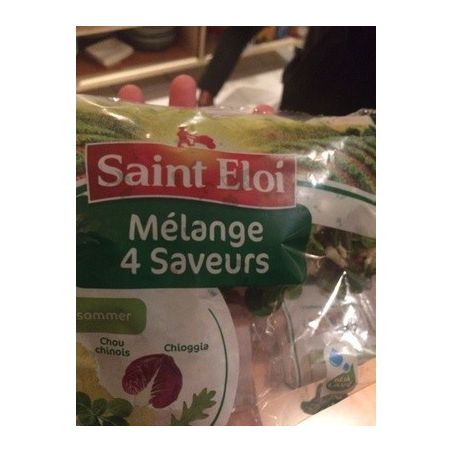 Saint Eloi
Mélange
4 Saveurs
sommer
Chou
chinois
Chioggia